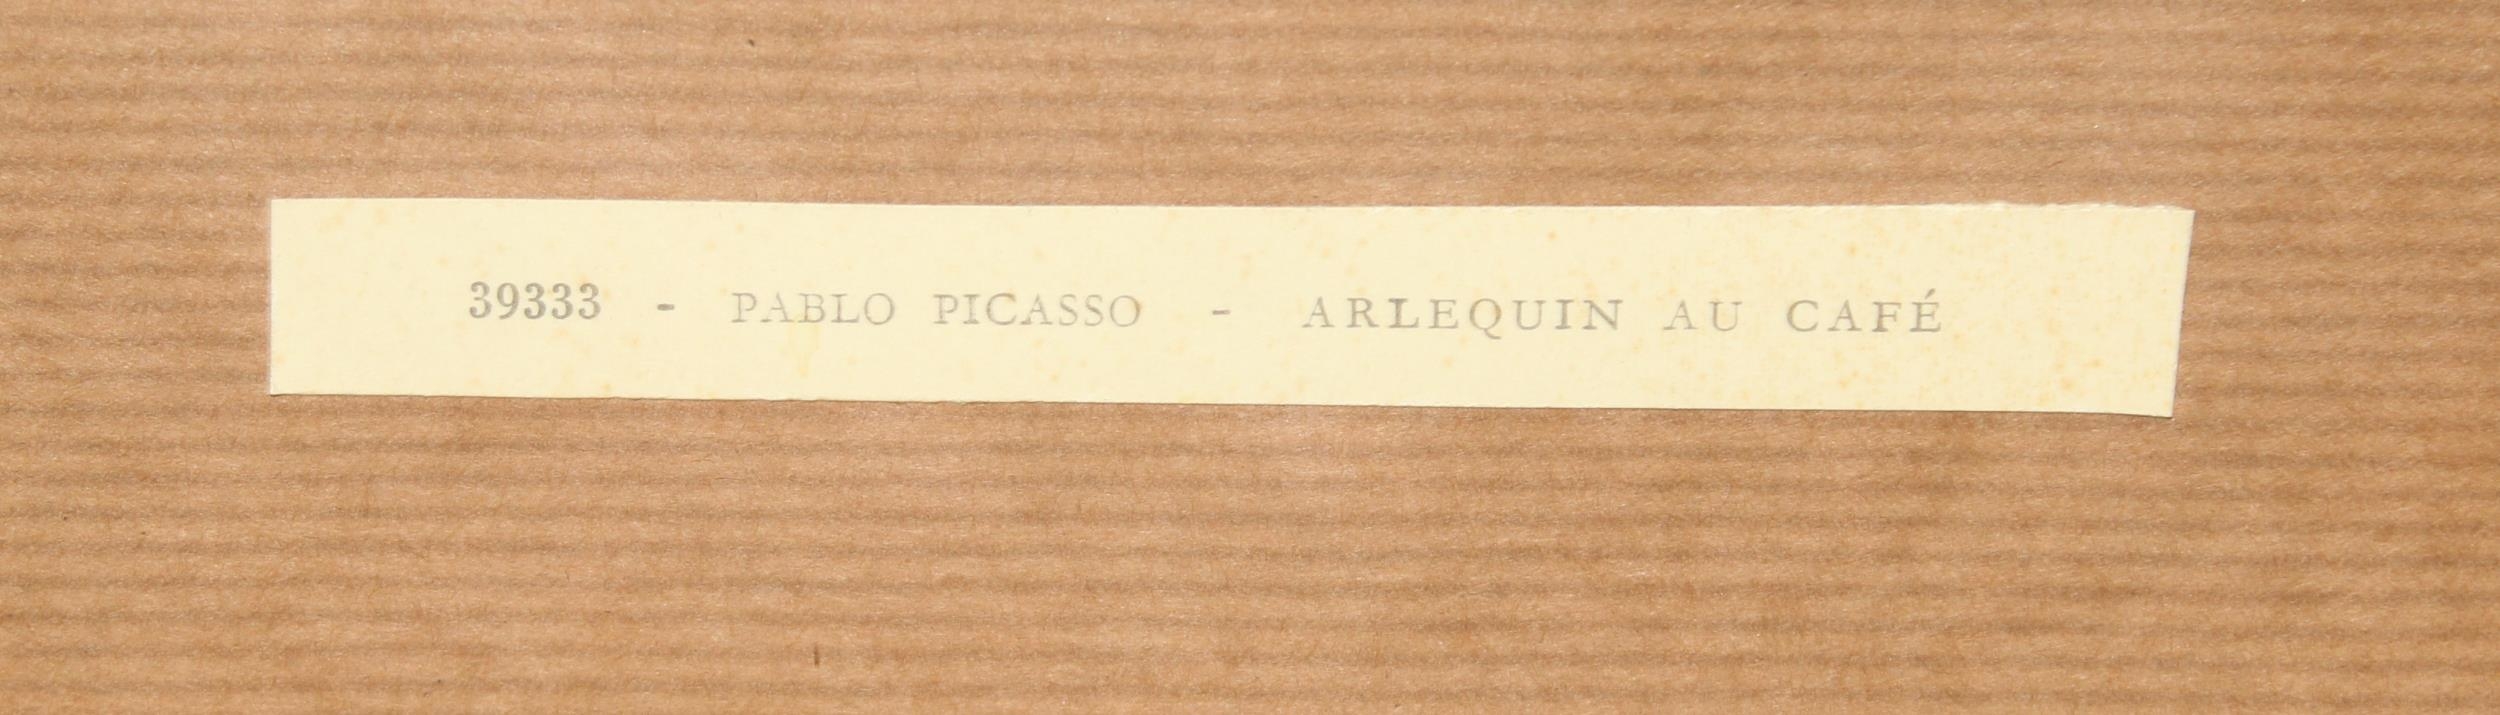 39333 - PABLO PICASSO - ARLEQUIN AU CAFÉ